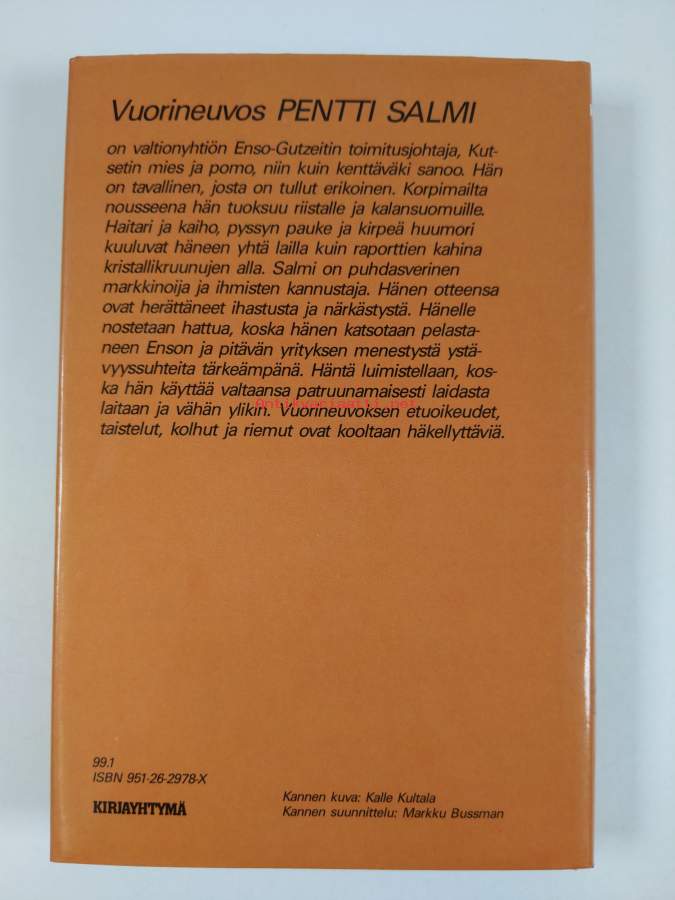 Vuorineuvos PENTTI SALMI
on valtionyhtiön Enso-Gutzeitin toimitusjohtaja, Kut-
setin mies ja pomo, niin kuin kenttäväki sanoo. Hän
on tavallinen, josta on tullut erikoinen. Korpimailta
nousseena hän tuoksuu riistalle ja kalansuomuille.
Haitari ja kaiho, pyssyn pauke ja kirpeä huumori
kuuluvat häneen yhtä lailla kuin raporttien kahina
kristallikruunujen alla. Salmi on puhdasverinen
markkinoija ja ihmisten kannustaja. Hänen otteensa
ovat herättäneet ihastusta ja närkästystä. Hänelle
nostetaan hattua, koska hänen katsotaan pelasta-
neen Enson ja pitävän yrityksen menestystä ystä-
vyyssuhteita tärkeämpänä. Häntä luimistellaan, kos-
ka hän käyttää valtaansa patruunamaisesti laidasta
Antikvariaatti.net
laitaan ja vähän ylikin. Vuorineuvoksen etuoikeudet,
taistelut, kolhut ja riemut ovat kooltaan häkellyttäviä.
99.1
ISBN 951-26-2978-X
KIRJAYHTYMÄ
Kannen kuva: Kalle Kultala
Kannen suunnittelu: Markku Bussman